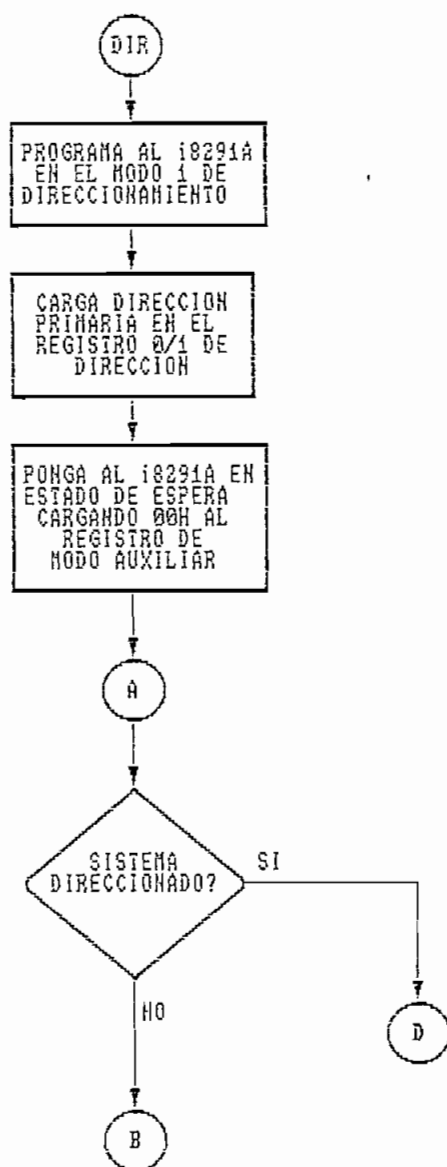 DIR
PROGRAMA AL i8291A
EN EL MODO 1 DE
DIRECCIONAMIENTO
CARGA DIRECCION
PRIMARIA EN EL
REGISTRO 0/1 DE
DIRECCION
PONGA AL i8291A EN
ESTADO DE ESPERA
CARGANDO 00H AL
REGISTRO DE
MODO AUXILIAR
A
SISTEMA
DIRECCIONADO?
SI
NO
D
B